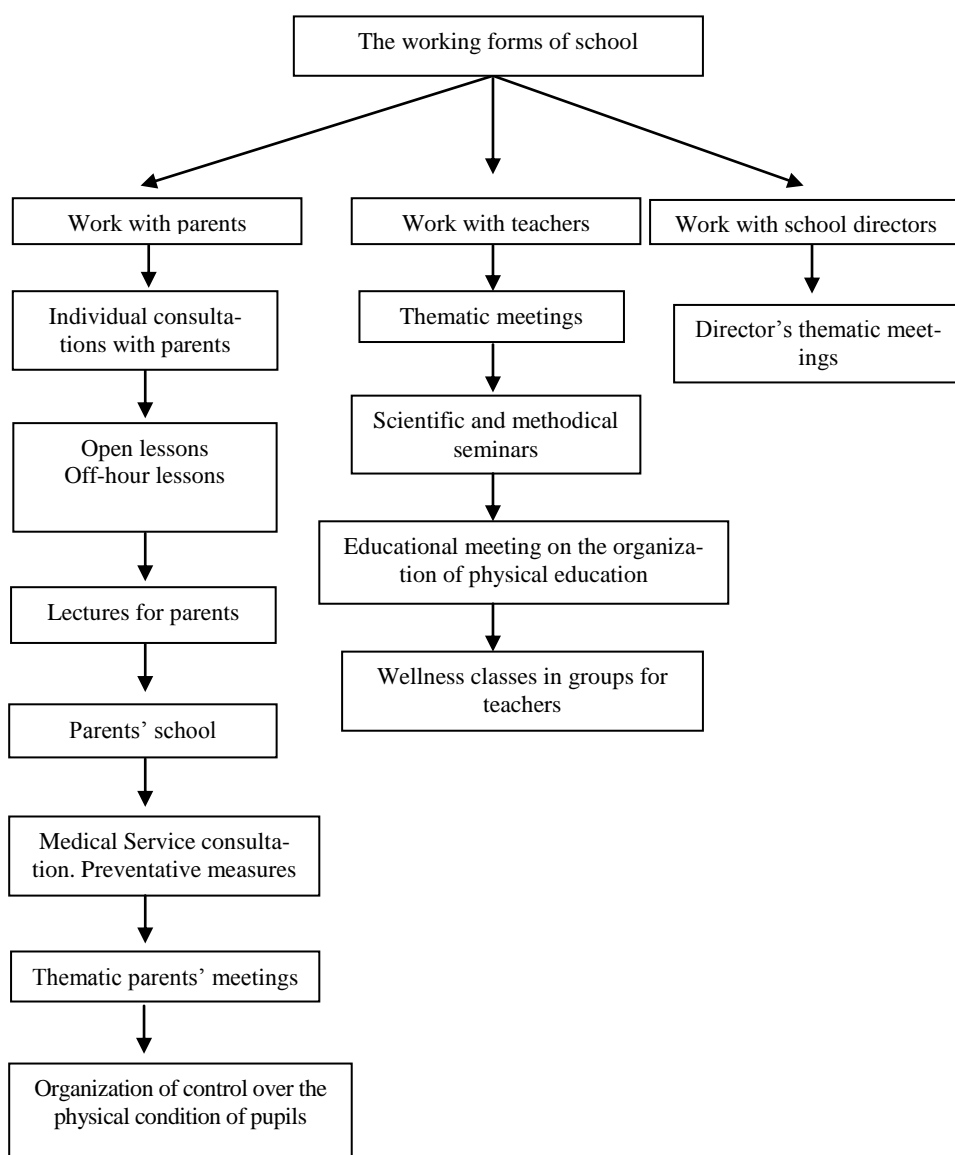 The working forms of school
Work with parents
Work with teachers
Work with school directors
Individual consulta-
tions with parents
Thematic meetings
Director’s thematic meet-
ings
Open lessons
Off-hour lessons
Scientific and methodical
seminars
Educational meeting on the organiza-
tion of physical education
Lectures for parents
Wellness classes in groups for
teachers
Parents’ school
Medical Service consulta-
tion. Preventative measures
Thematic parents’ meetings
Organization of control over the
physical condition of pupils